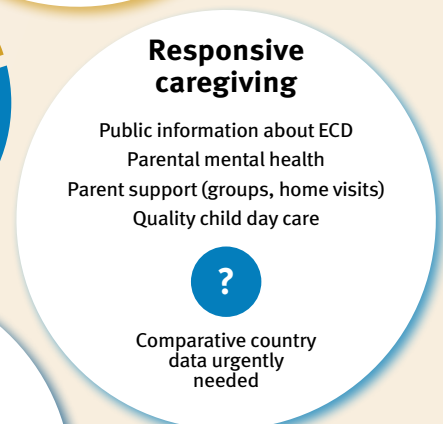 Responsive
caregiving
Public information about ECD
Parental mental health
Parent support (groups, home visits)
Quality child day care
?
Comparative country
data urgently
needed